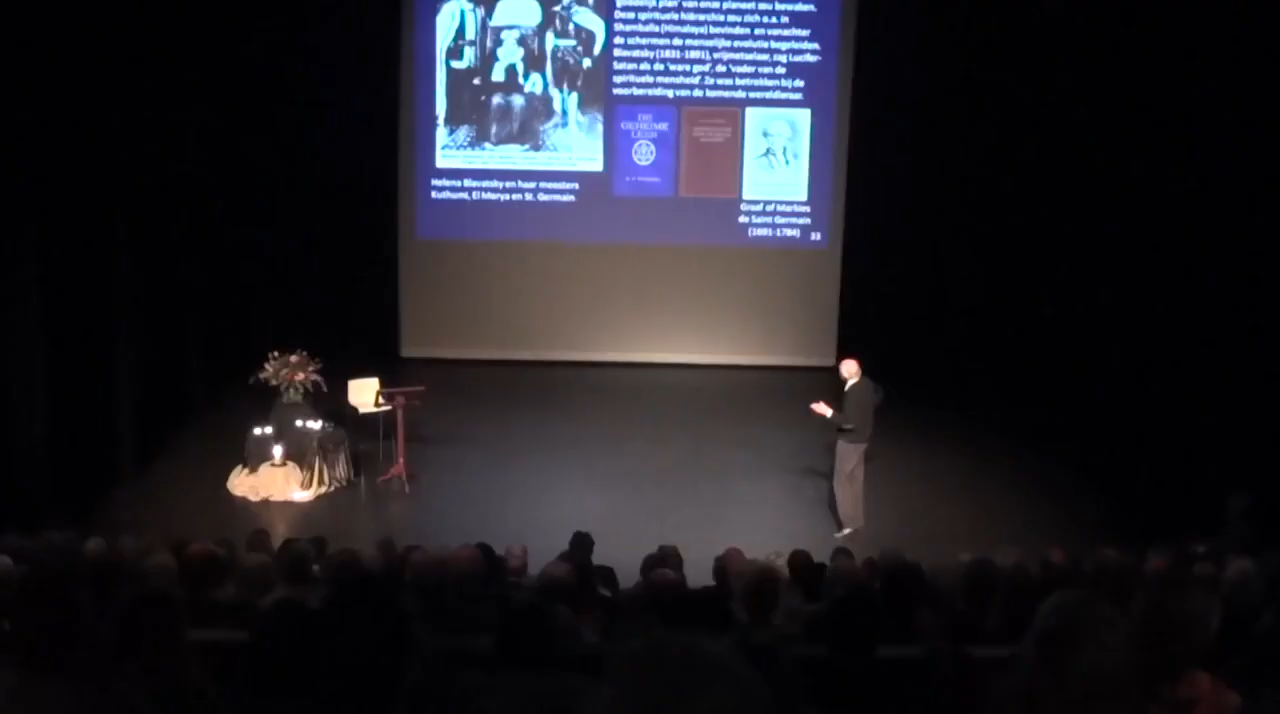 'goddelijk plan' van onze planeet zou bewaken.
Deze spirituele hiërarchie zou zich o.a. in
Shamballa (Himalaya) bevinden en vanachter
de schermen de menselijke evolutie begeleiden.
Blavatsky (1831-1891), vrijmetselaar, zag Lucifer-
Satan als de 'ware god', de 'vader van de
spirituele mensheid'. Ze was betrokken bij de
voorbereiding van de komende wereldleraar.
DE
GEHEIME
LEER
Helena Blavatsky en haar meesters
Kuthumi, El Morya en St. Germain
Graaf of Markies
de Saint Germain
(1691-1784)
33